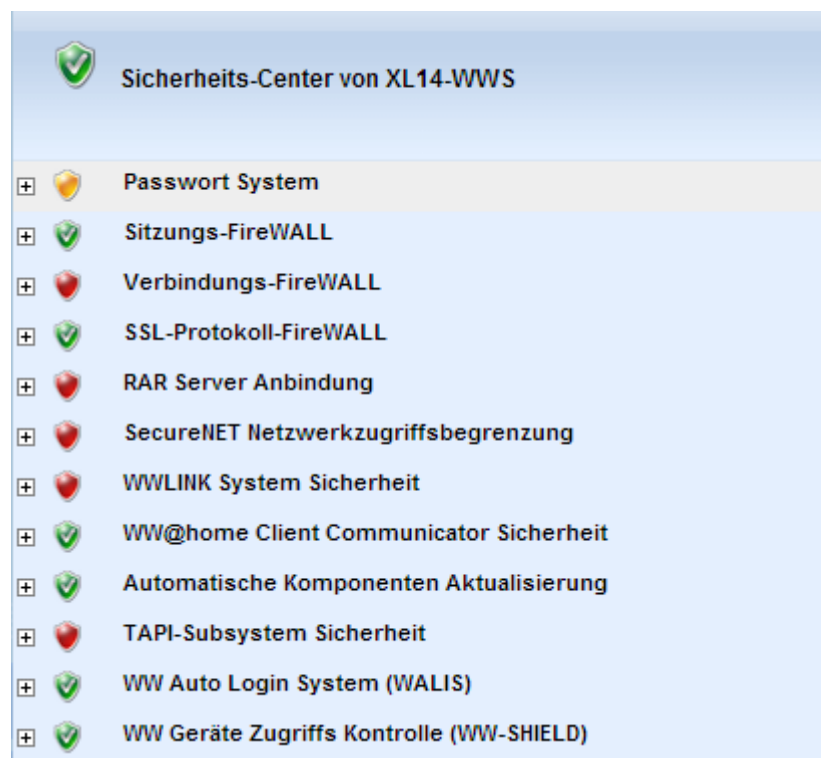 Sicherheits-Center von XL14-WWS
Passwort System
Sitzungs-FireWALL
Verbindungs-FireWALL
SSL-Protokoll-FireWALL
RAR Server Anbindung
SecureNET Netzwerkzugriffsbegrenzung
WWLINK System Sicherheit
WW@home Client Communicator Sicherheit
Automatische Komponenten Aktualisierung
TAPI-Subsystem Sicherheit
WW Auto Login System (WALIS)
WW Geräte Zugriffs Kontrolle (WW-SHIELD)